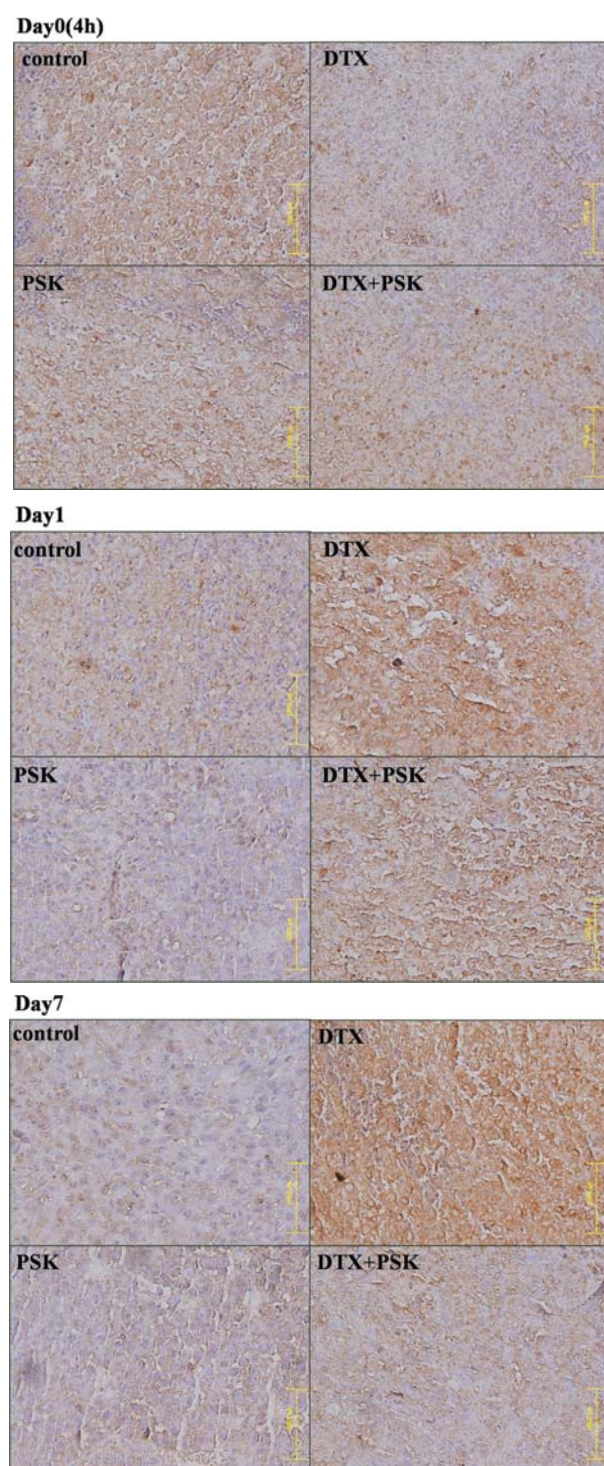 Day0(4h)
control DTX
PSK DTX+PSK
Day1
control DTX
PSK DTX+PSK
Day7
control DTX
PSK DTX+PSK